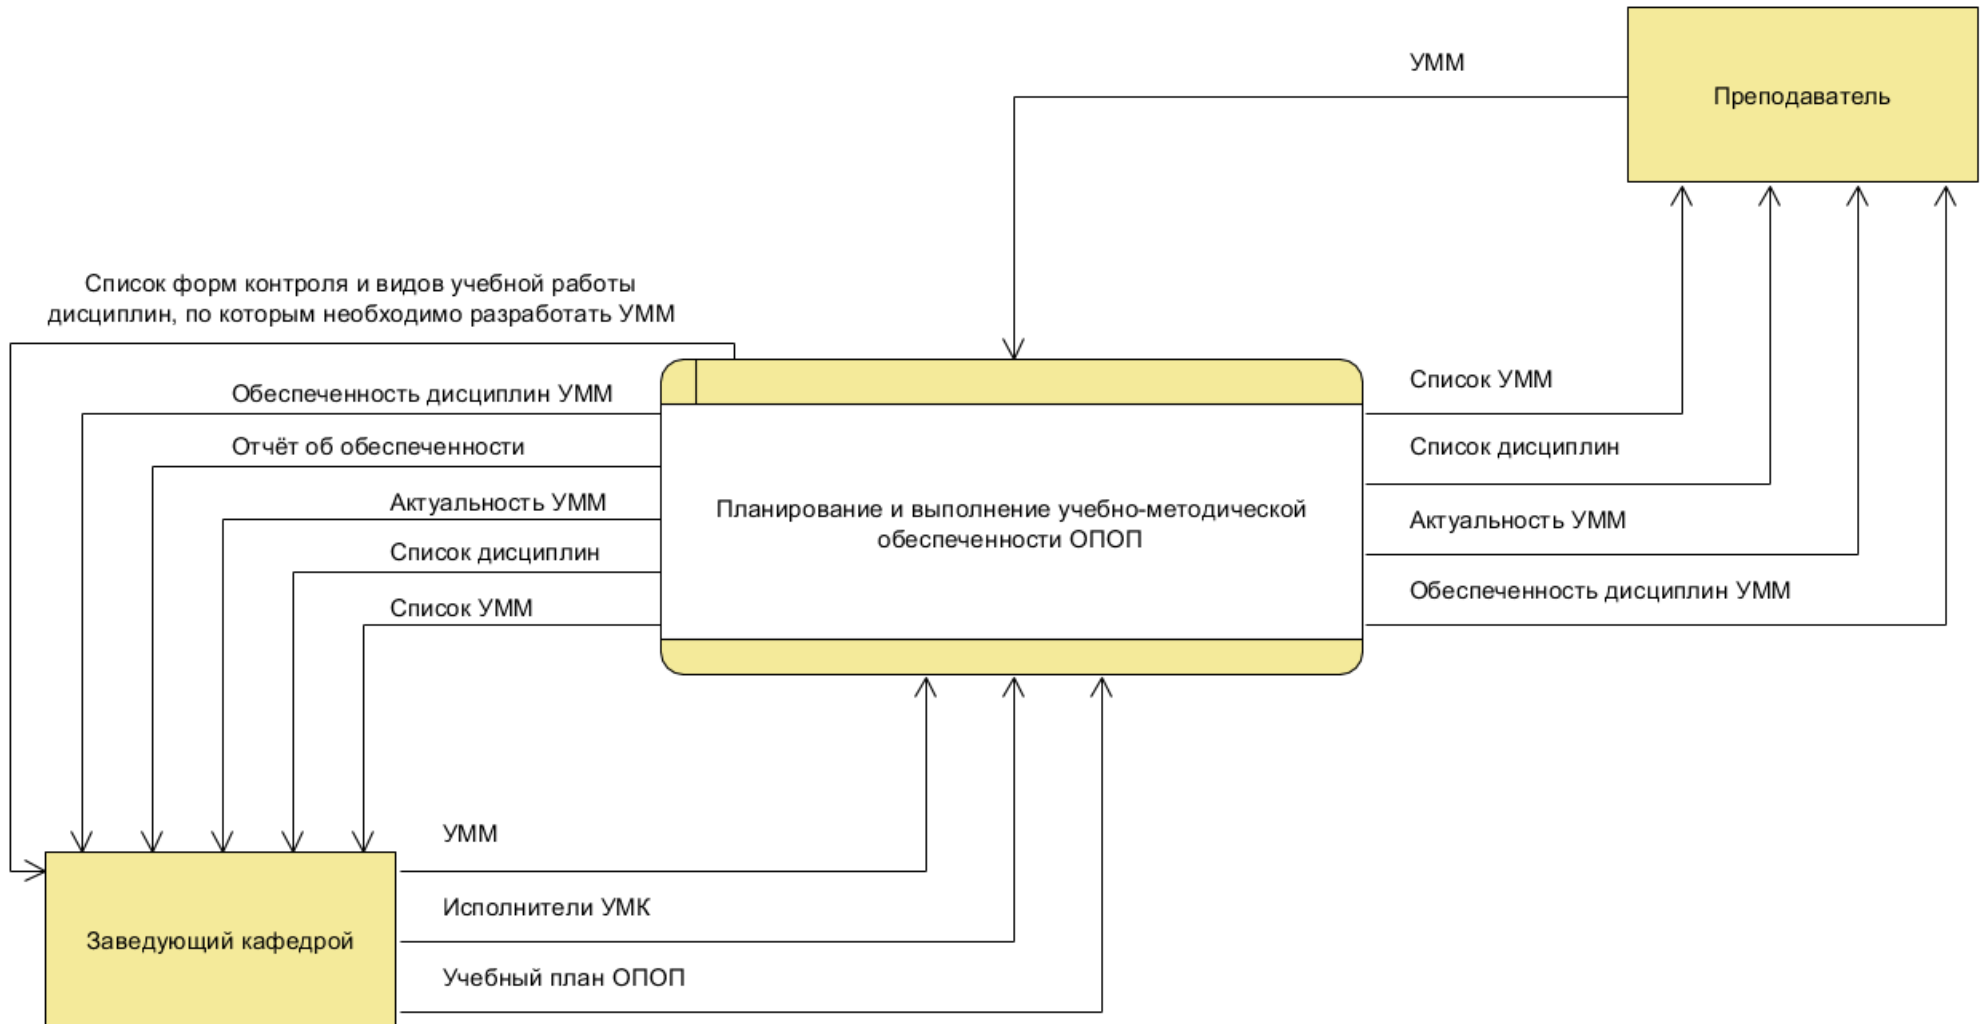 УММ
Преподаватель
Список форм контроля и видов учебной работы
дисциплин, по которым необходимо разработать УММ
Обеспеченность дисциплин УММ
Отчёт об обеспеченности
Актуальность УММ
Список дисциплин
Список УММ
Планирование и выполнение учебно-методической
обеспеченности ОПОП
Список УММ
Список дисциплин
Актуальность УММ
Обеспеченность дисциплин УММ
УММ
Исполнители УМК
Учебный план ОПОП
Заведующий кафедрой